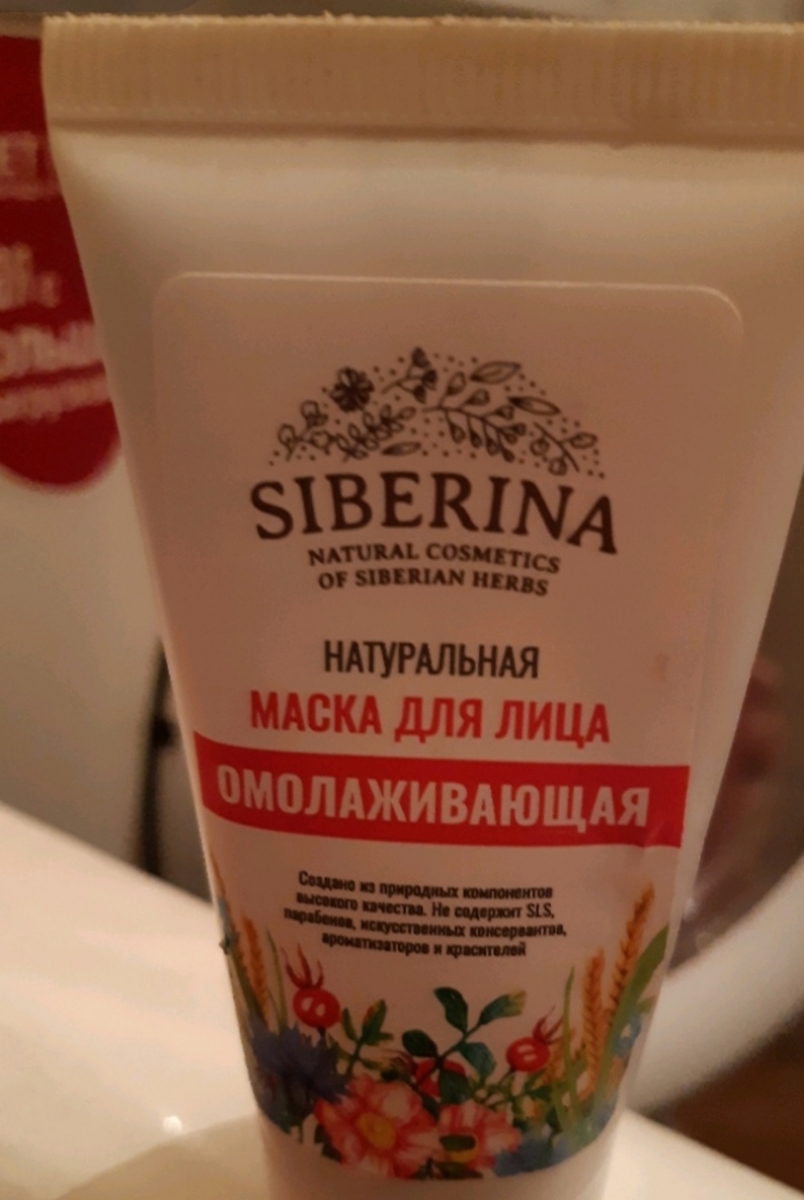 SIBERINA
NATURAL COSMETICS
OF SIBERIAN HERBS
НАТУРАЛЬНАЯ
МАСКА ДЛЯ ЛИЦА
ОМОЛАЖИВАЮЩАЯ
Создано из природных компонентов
высокого качества. Не содержит SLS,
парабенов, искусственных консервантов,
ароматизаторов и красителей